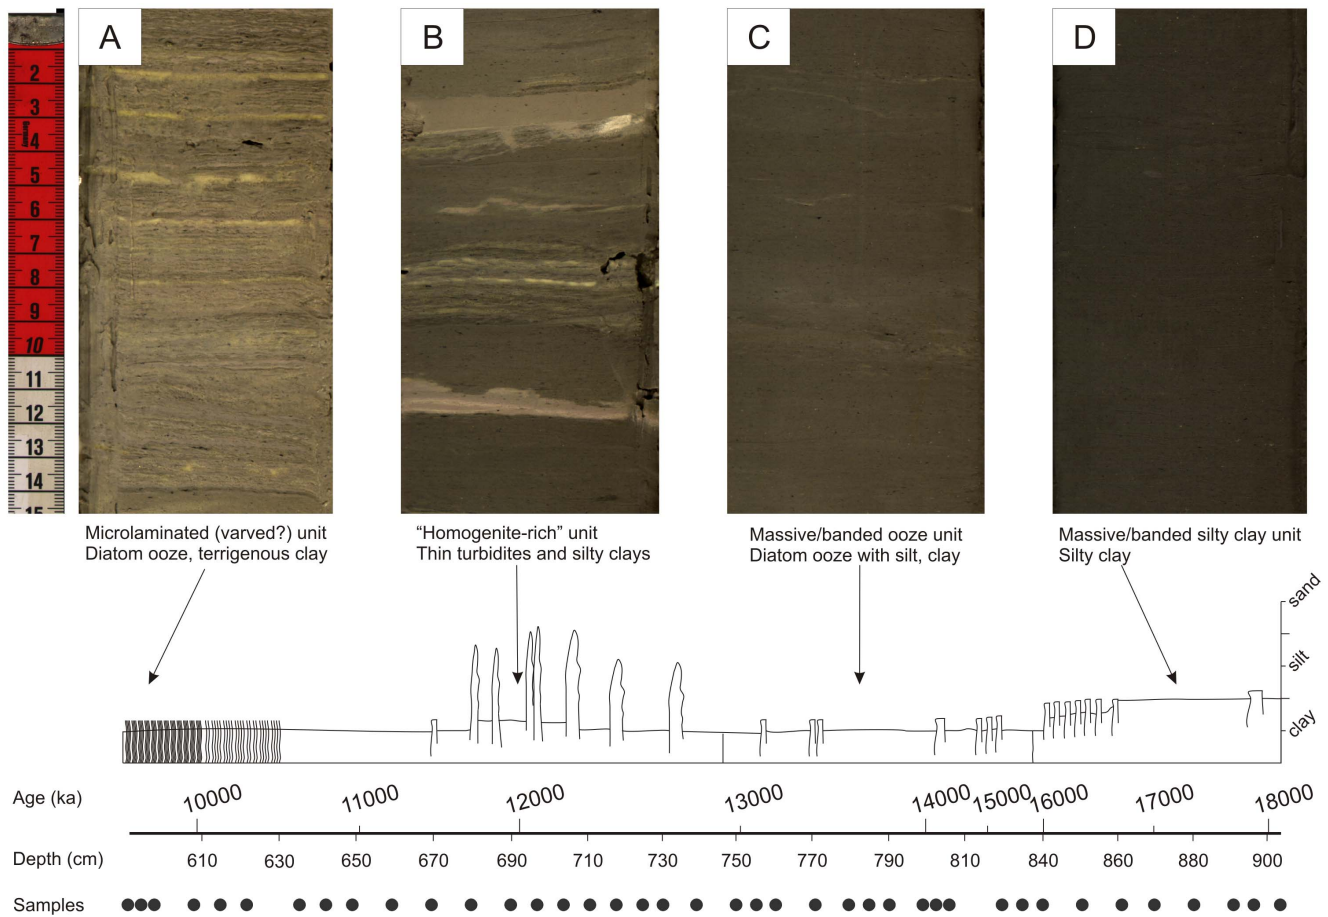 A
B
C
D
2
3
4
5
6
7
8
9
10
11
12
13
14
15
Microlaminated (varved?) unit
Diatom ooze, terrigenous clay
“Homogenite-rich” unit
Thin turbidites and silty clays
Massive/banded ooze unit
Diatom ooze with silt, clay
Massive/banded silty clay unit
Silty clay
sand
silt
clay
Age (ka)
10000
11000
12000
13000
14000
15000
16000
17000
18000
Depth (cm)
610
630
650
670
690
710
730
750
770
790
810
840
860
880
900
Samples